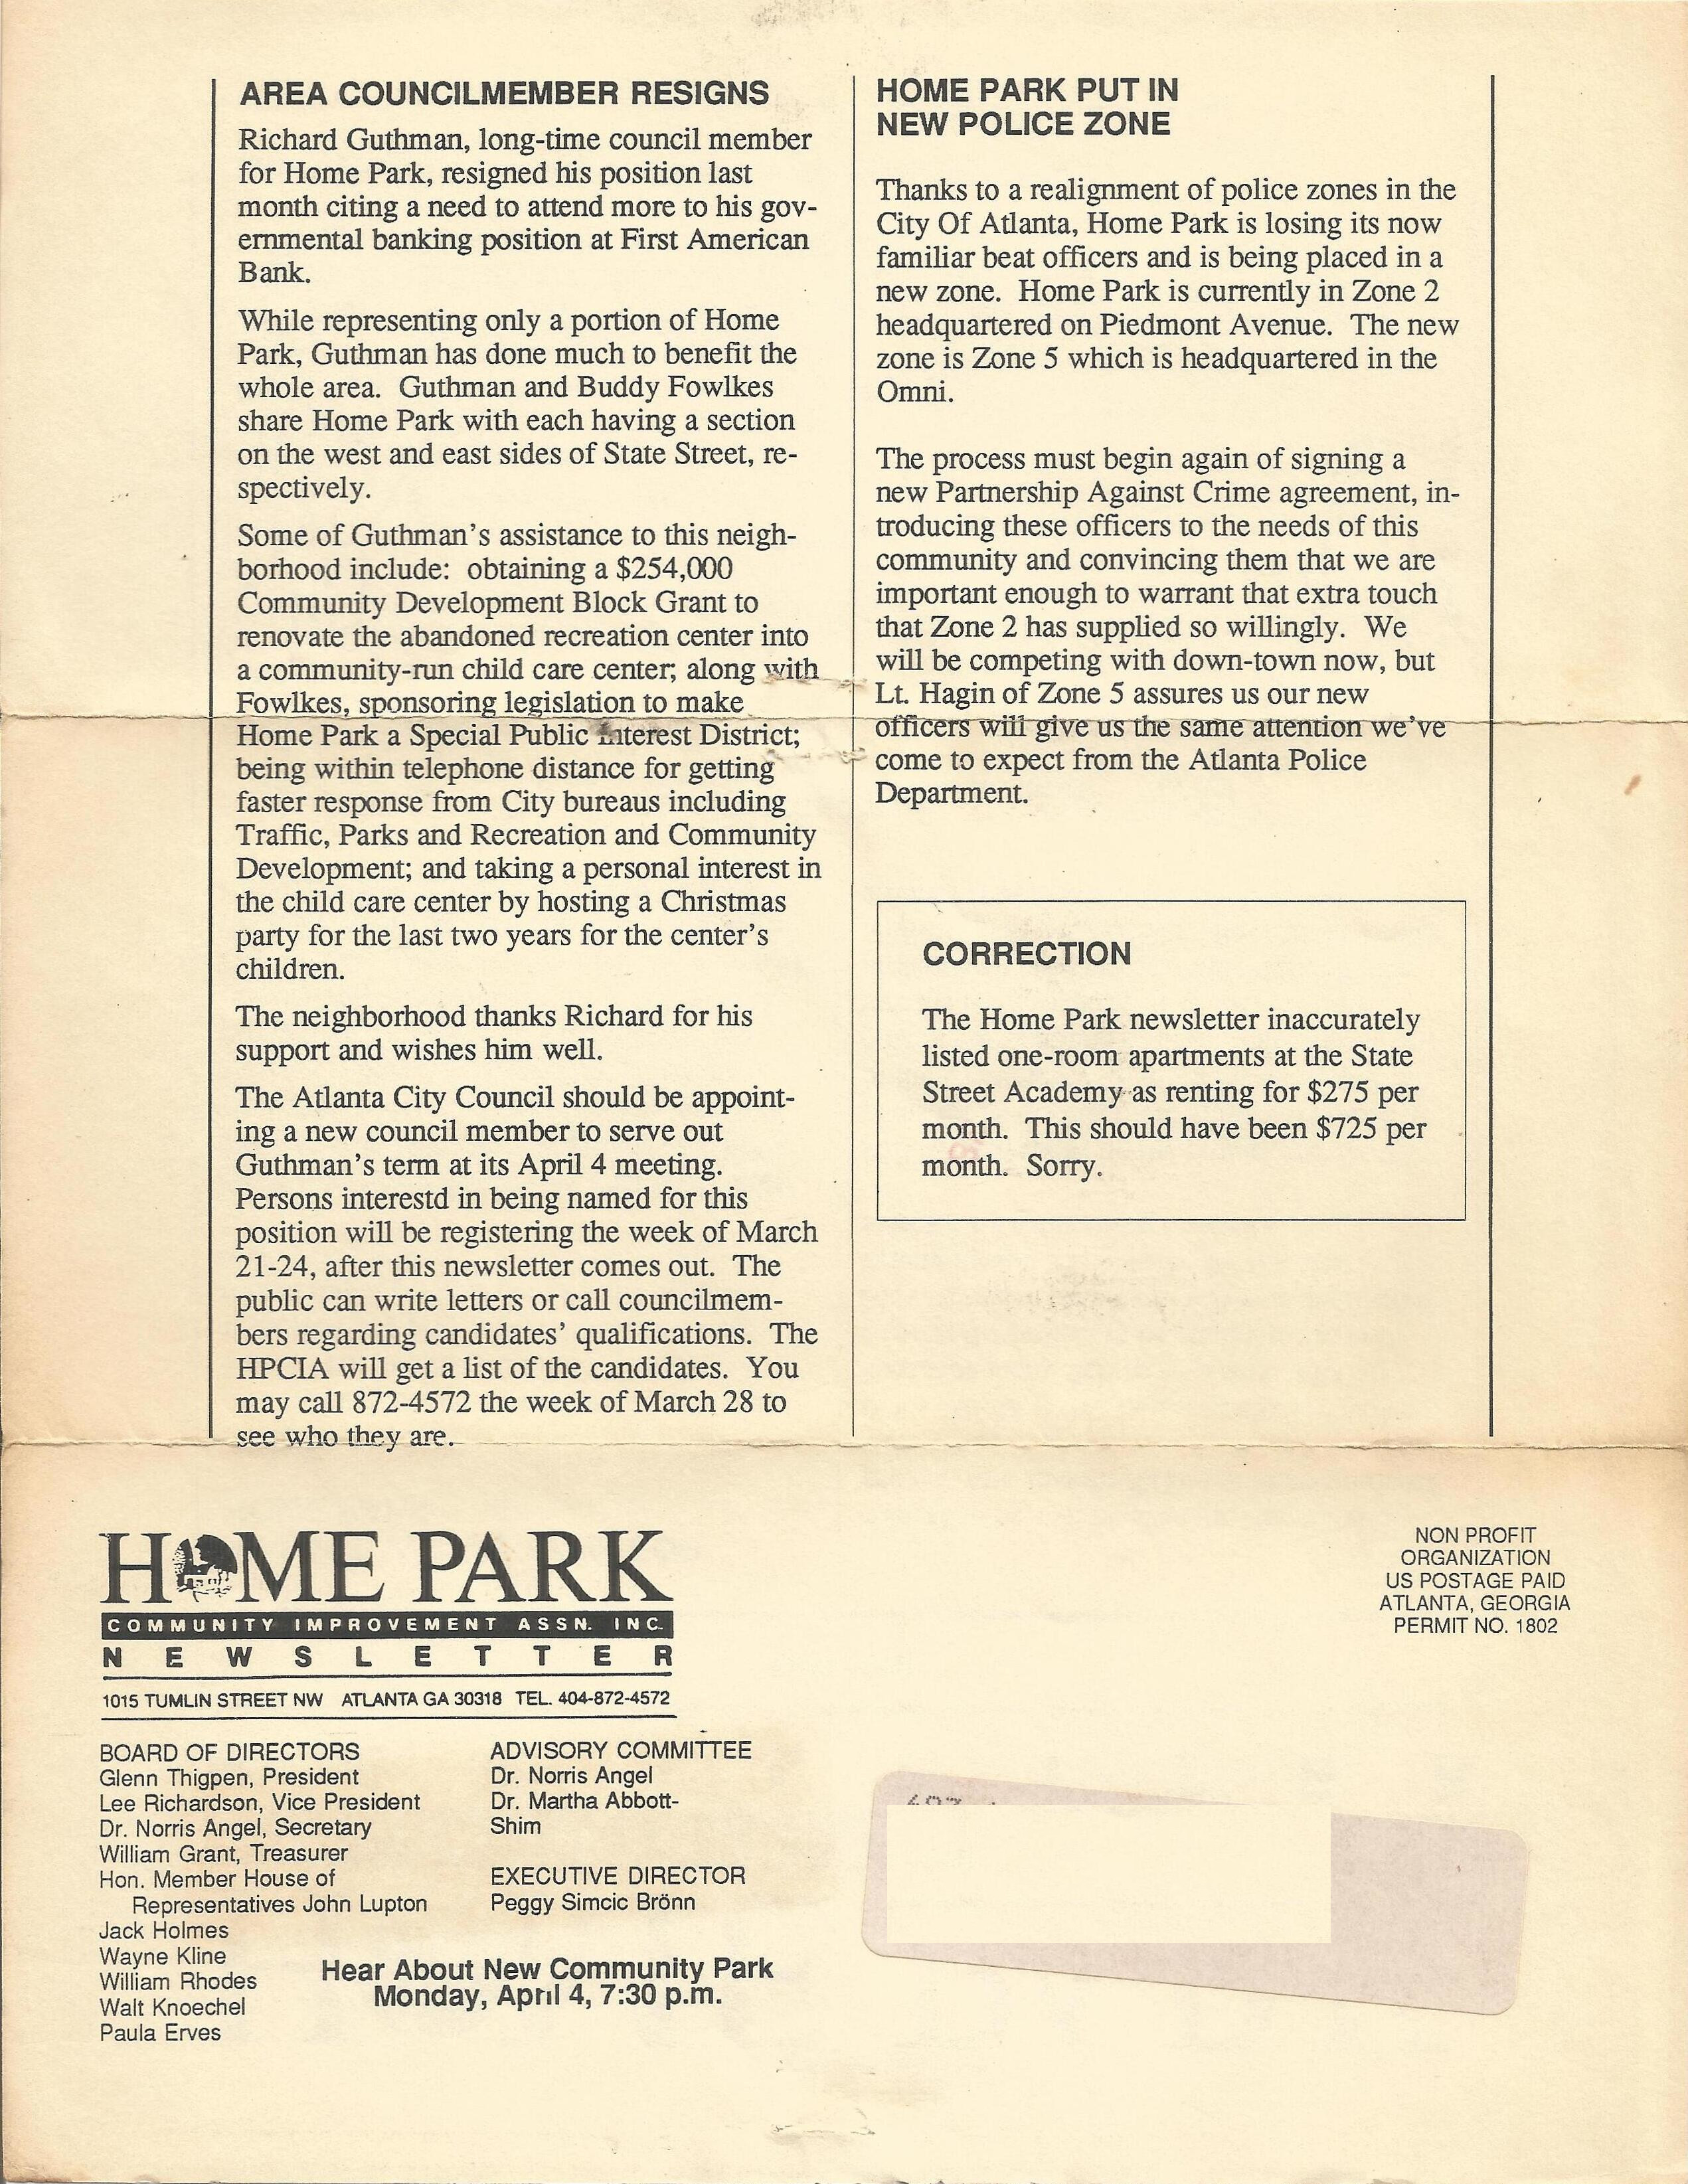 AREA COUNCILMEMBER RESIGNS
Richard Guthman, long-time council member
for Home Park, resigned his position last
month citing a need to attend more to his gov-
ernmental banking position at First American
Bank.
While representing only a portion of Home
Park, Guthman has done much to benefit the
whole area. Guthman and Buddy Fowlkes
share Home Park with each having a section
on the west and east sides of State Street, re-
spectively.
Some of Guthman's assistance to this neigh-
borhood include: obtaining a $254,000
Community Development Block Grant to
renovate the abandoned recreation center into
a community-run child care center; along with
Fowlkes, sponsoring legislation to make
Home Park a Special Public Interest District;
being within telephone distance for getting
faster response from City bureaus including
Traffic, Parks and Recreation and Community
Development; and taking a personal interest in
the child care center by hosting a Christmas
party for the last two years for the center's
children.
The neighborhood thanks Richard for his
support and wishes him well.
The Atlanta City Council should be appoint-
ing a new council member to serve out
Guthman's term at its April 4 meeting.
Persons interestd in being named for this
position will be registering the week of March
21-24, after this newsletter comes out. The
public can write letters or call councilmem-
bers regarding candidates' qualifications. The
HPCIA will get a list of the candidates. You
may call 872-4572 the week of March 28 to
see who they are.
HOME PARK PUT IN
NEW POLICE ZONE
Thanks to a realignment of police zones in the
City Of Atlanta, Home Park is losing its now
familiar beat officers and is being placed in a
new zone. Home Park is currently in Zone 2
headquartered on Piedmont Avenue. The new
zone is Zone 5 which is headquartered in the
Omni.
The process must begin again of signing a
new Partnership Against Crime agreement, in-
troducing these officers to the needs of this
community and convincing them that we are
important enough to warrant that extra touch
that Zone 2 has supplied so willingly. We
will be competing with down-town now, but
Lt. Hagin of Zone 5 assures us our new
officers will give us the same attention we've
come to expect from the Atlanta Police
Department.
CORRECTION
The Home Park newsletter inaccurately
listed one-room apartments at the State
Street Academy as renting for $275 per
month. This should have been $725 per
month. Sorry.
HOME PARK
COMMUNITY IMPROVEMENT ASSN. INC.
NEWSLETTER
1015 TUMLIN STREET NW ATLANTA GA 30318 TEL. 404-872-4572
BOARD OF DIRECTORS
Glenn Thigpen, President
Lee Richardson, Vice President
Dr. Norris Angel, Secretary
William Grant, Treasurer
Hon. Member House of
Representatives John Lupton
Jack Holmes
Wayne Kline
William Rhodes
Walt Knoechel
Paula Erves
ADVISORY COMMITTEE
Dr. Norris Angel
Dr. Martha Abbott-
Shim
EXECUTIVE DIRECTOR
Peggy Simcic Brönn
Hear About New Community Park
Monday, April 4, 7:30 p.m.
NON PROFIT
ORGANIZATION
US POSTAGE PAID
ATLANTA, GEORGIA
PERMIT NO. 1802